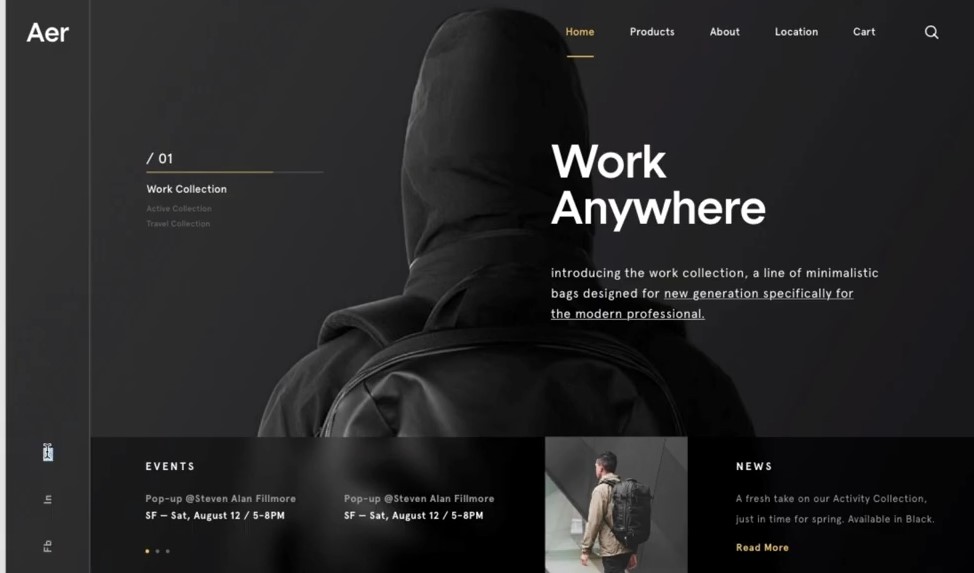 Aer
Home Products About Location Cart
/ 01
Work Collection
Active Collection
Travel Collection
Work
Anywhere
introducing the work collection, a line of minimalistic
bags designed for new generation specifically for
the modern professional.
In
Fb
EVENTS
Pop-up @Steven Alan Fillmore
SF — Sat, August 12 / 5-8PM
Pop-up @Steven Alan Fillmore
SF — Sat, August 12 / 5-8PM
NEWS
A fresh take on our Activity Collection,
just in time for spring. Available in Black.
Read More